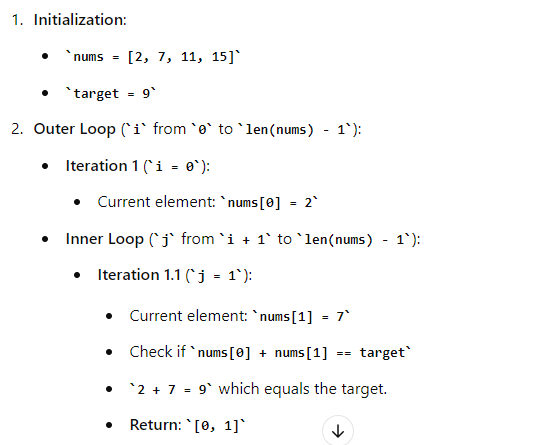 1. Initialization:
• `nums = [2, 7, 11, 15]`
• `target = 9`
2. Outer Loop (`i` from `0` to `len(nums) - 1`):
• Iteration 1 (`i = 0`):
• Current element: `nums[0] = 2`
• Inner Loop (`j` from `i + 1` to `len(nums) - 1`):
• Iteration 1.1 (`j = 1`):
• Current element: `nums[1] = 7`
• Check if `nums[0] + nums[1] == target`
• `2 + 7 = 9` which equals the target.
• Return: `[0, 1]`